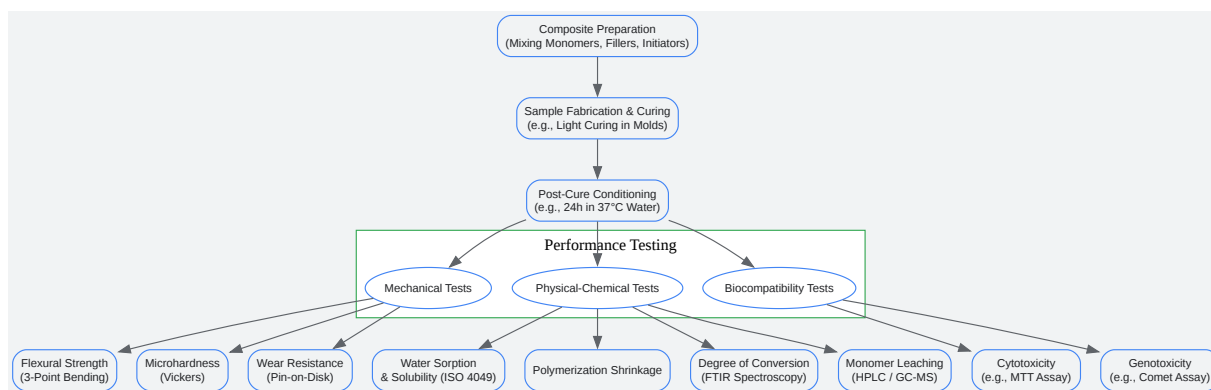 Composite Preparation
(Mixing Monomers, Fillers, Initiators)
Sample Fabrication & Curing
(e.g., Light Curing in Molds)
Post-Cure Conditioning
(e.g., 24h in 37°C Water)
Performance Testing
Mechanical Tests
Physical-Chemical Tests
Biocompatibility Tests
Flexural Strength
(3-Point Bending)
Microhardness
(Vickers)
Wear Resistance
(Pin-on-Disk)
Water Sorption
& Solubility (ISO 4049)
Polymerization Shrinkage
Degree of Conversion
(FTIR Spectroscopy)
Monomer Leaching
(HPLC / GC-MS)
Cytotoxicity
(e.g., MTT Assay)
Genotoxicity
(e.g., Comet Assay)